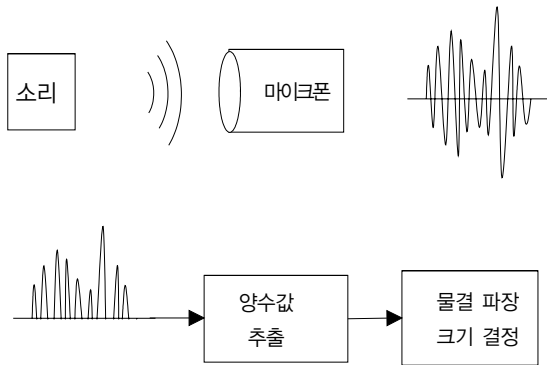 소리
마이크폰
양수값
추출
물결 파장
크기 결정